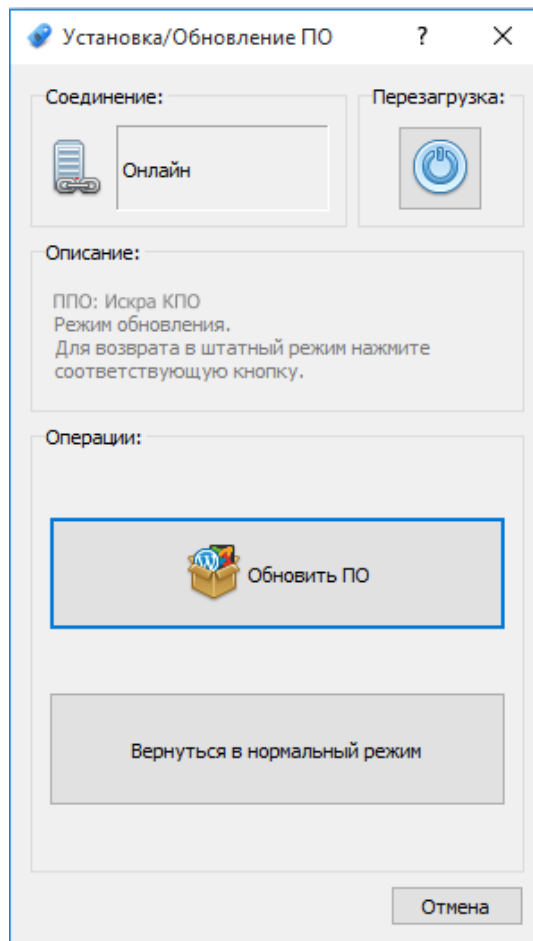 Установка/Обновление ПО
?
Соединение:
Перезагрузка:
Онлайн
Описание:
ППО: Искра КПО
Режим обновления.
Для возврата в штатный режим нажмите
соответствующую кнопку.
Операции:
Обновить ПО
Вернуться в нормальный режим
Отмена